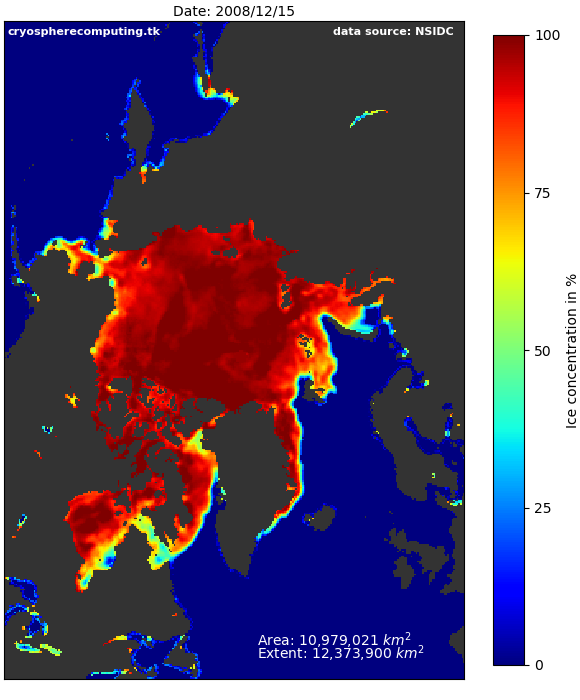 Date: 2008/12/15
cryospherecomputing.tk
data source: NSIDC
100
75
50
25
0
Ice concentration in %
Area: 10,979,021 km²
Extent: 12,373,900 km²